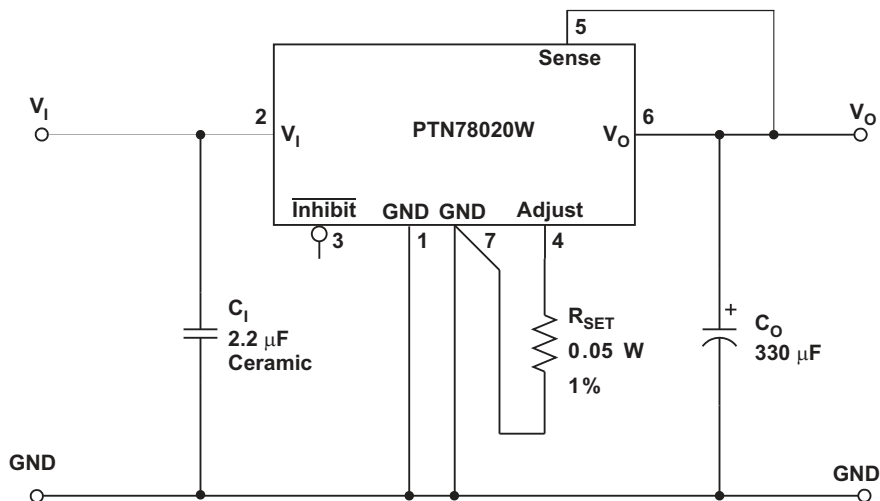 5
Sense
V_I
2
V_I
PTN78020W
V_O
6
V_O
Inhibit
GND
GND
Adjust
3
1
7
4
C_I
2.2 μF
Ceramic
R_SET
0.05 W
1%
+
C_O
330 μF
GND
GND